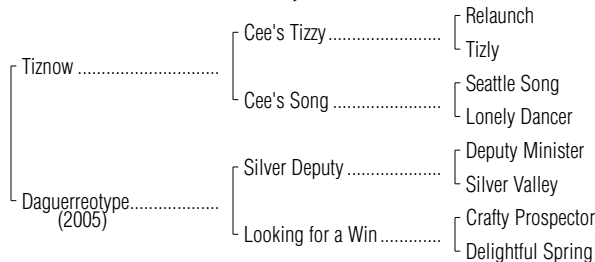 Relaunch
Cee's Tizzy.......................
Tizly
Tiznow .............................
Seattle Song
Cee's Song ......................
Lonely Dancer
Deputy Minister
Silver Deputy ...................
Silver Valley
Daguerreotype..................
(2005)
Crafty Prospector
Looking for a Win.............
Delightful Spring